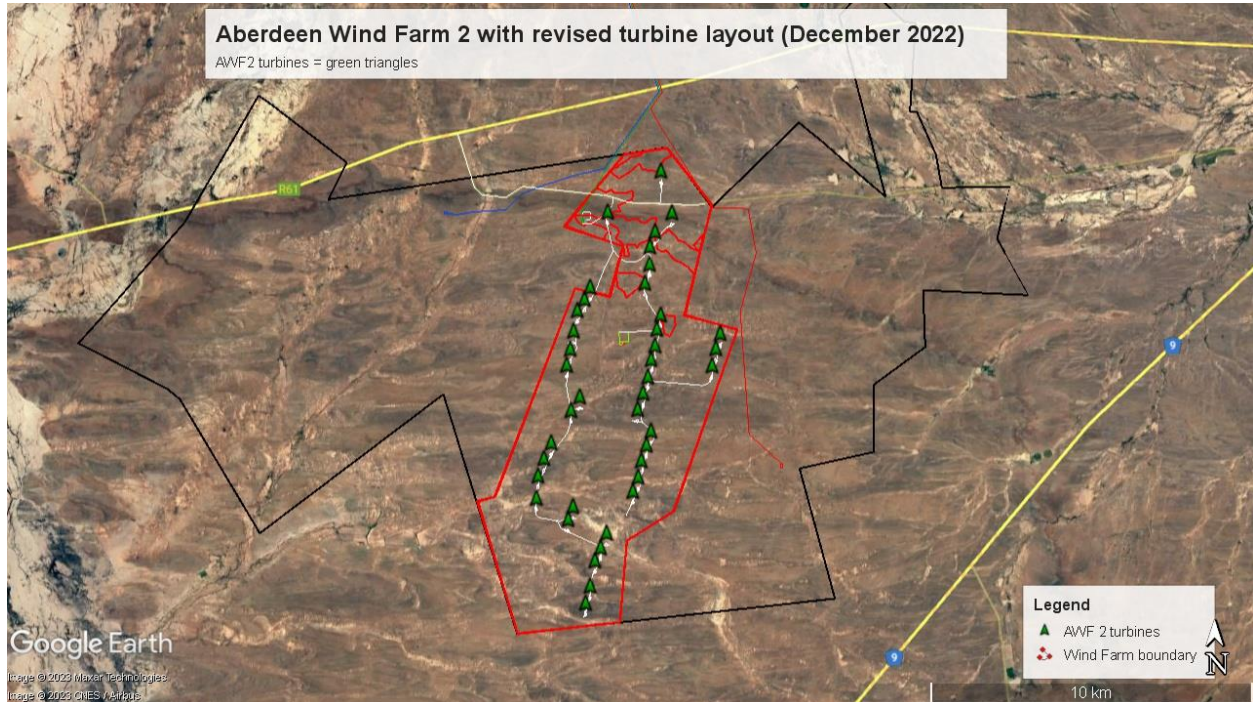 Aberdeen Wind Farm 2 with revised turbine layout (December 2022)
AWF2 turbines = green triangles
R61
9
9
Legend
AWF 2 turbines
Wind Farm boundary
N
Google Earth
Image © 2023 Maxar Technologies
Image © 2023 CNES / Airbus
10 km